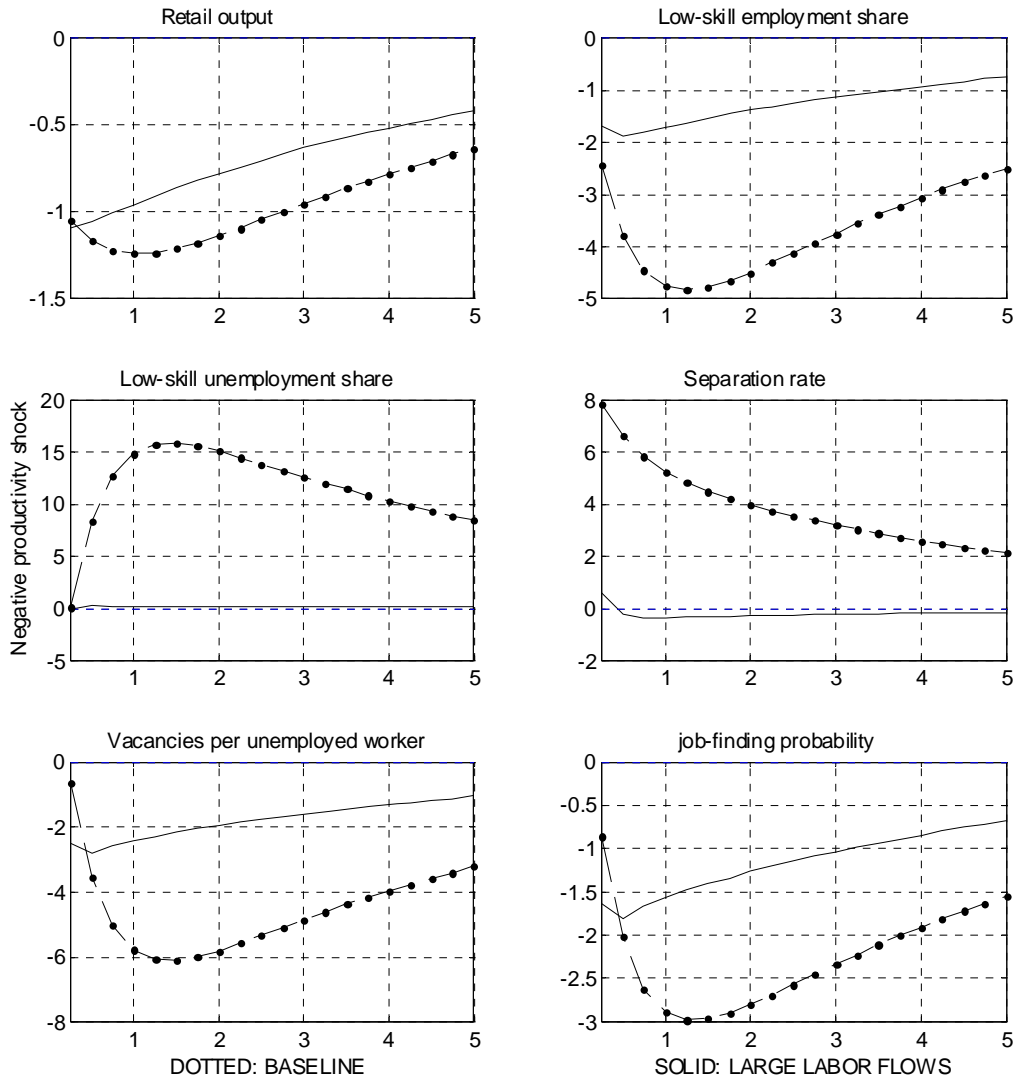 Retail output
0
-0.5
-1
-1.5
1 2 3 4 5
Low-skill employment share
0
-1
-2
-3
-4
-5
1 2 3 4 5
Low-skill unemployment share
Negative productivity shock
20
15
10
5
0
-5
1 2 3 4 5
Separation rate
8
6
4
2
0
-2
1 2 3 4 5
Vacancies per unemployed worker
0
-2
-4
-6
-8
1 2 3 4 5
DOTTED: BASELINE
job-finding probability
0
-0.5
-1
-1.5
-2
-2.5
-3
1 2 3 4 5
SOLID: LARGE LABOR FLOWS